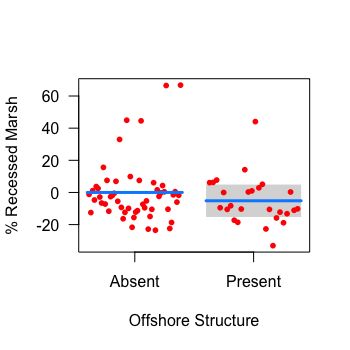 % Recessed Marsh
60
40
20
0
-20
Absent
Present
Offshore Structure